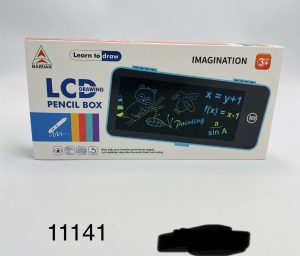 Learn to draw
IMAGINATION
3+
LCD
DRAWING
PENCIL BOX
x = y+1
f(x) = x-1
a
sin A
Painting
11141